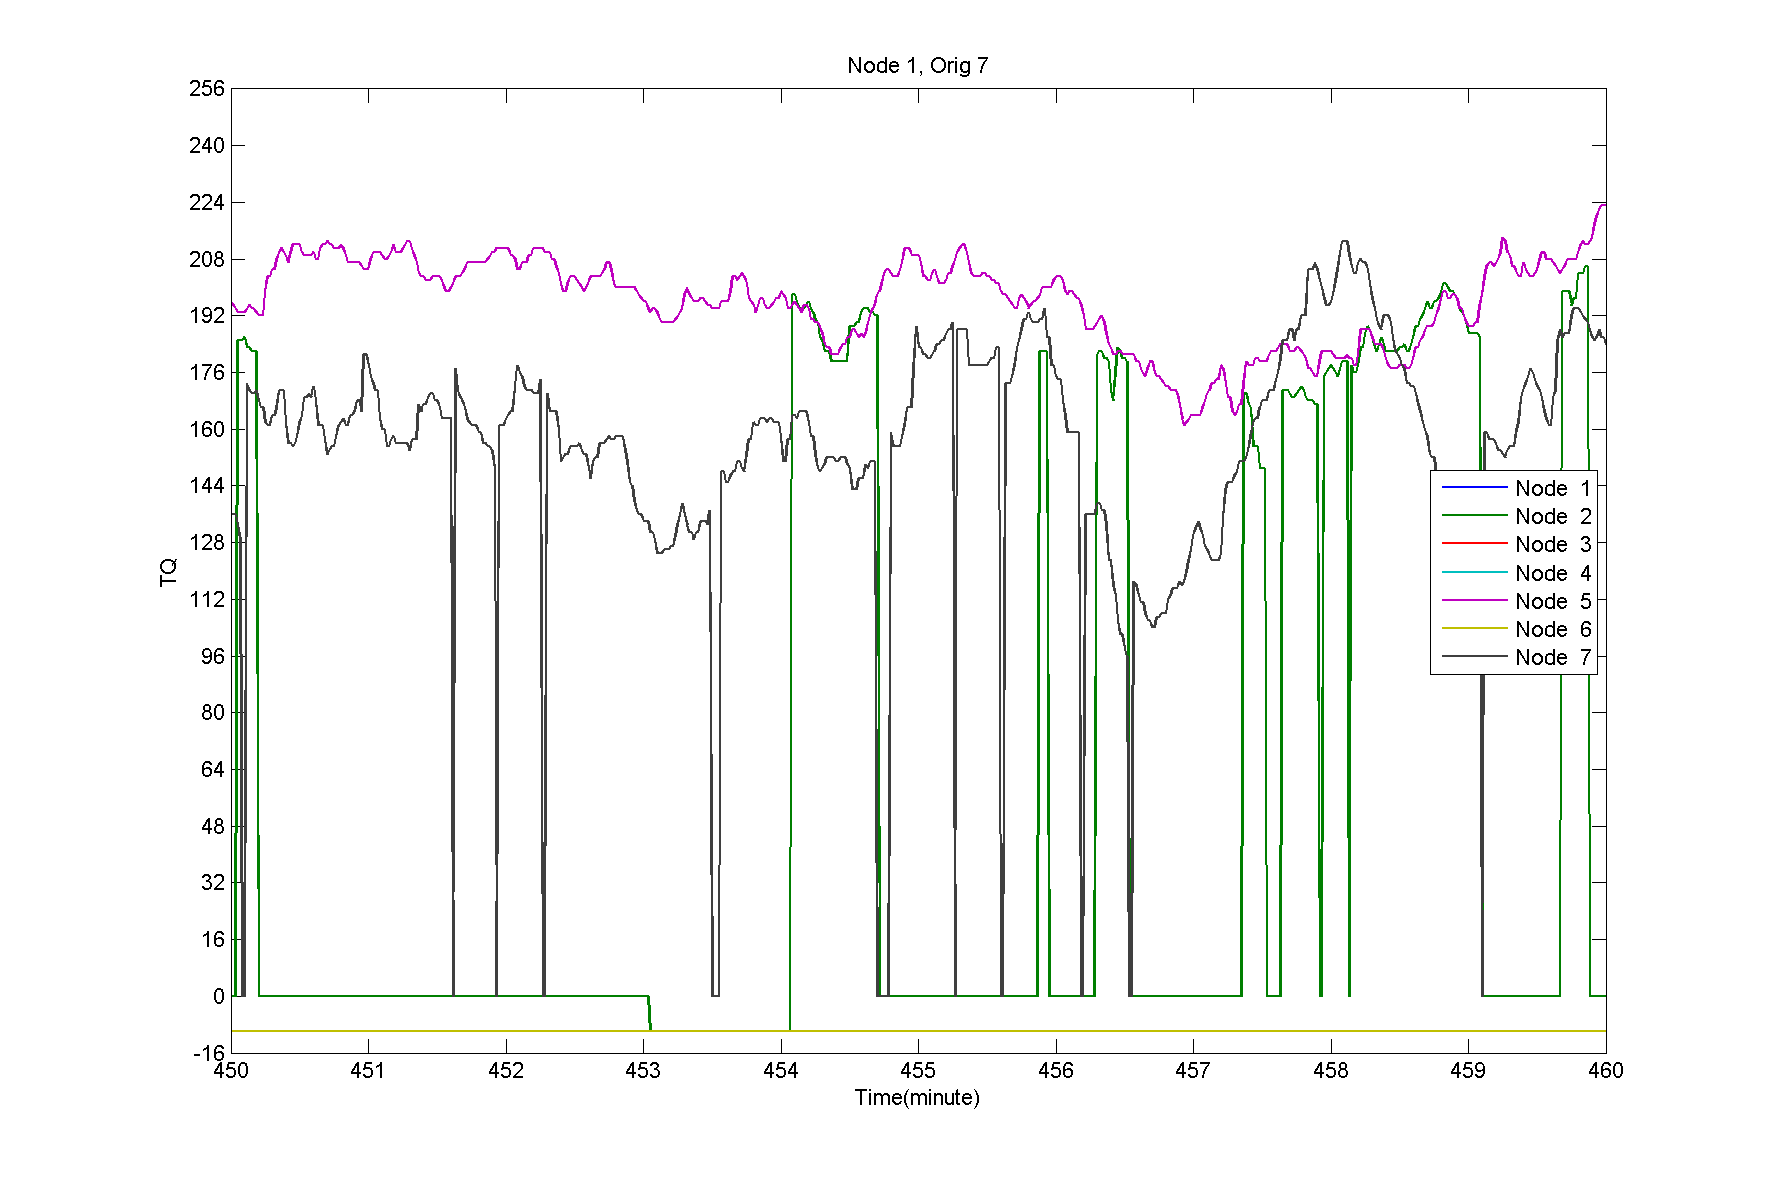 Node 1, Orig 7
256
240
224
208
192
176
160
144
128
112
96
80
64
48
32
16
0
-16
TQ
450 451 452 453 454 455 456 457 458 459 460
Time(minute)
Node 1
Node 2
Node 3
Node 4
Node 5
Node 6
Node 7